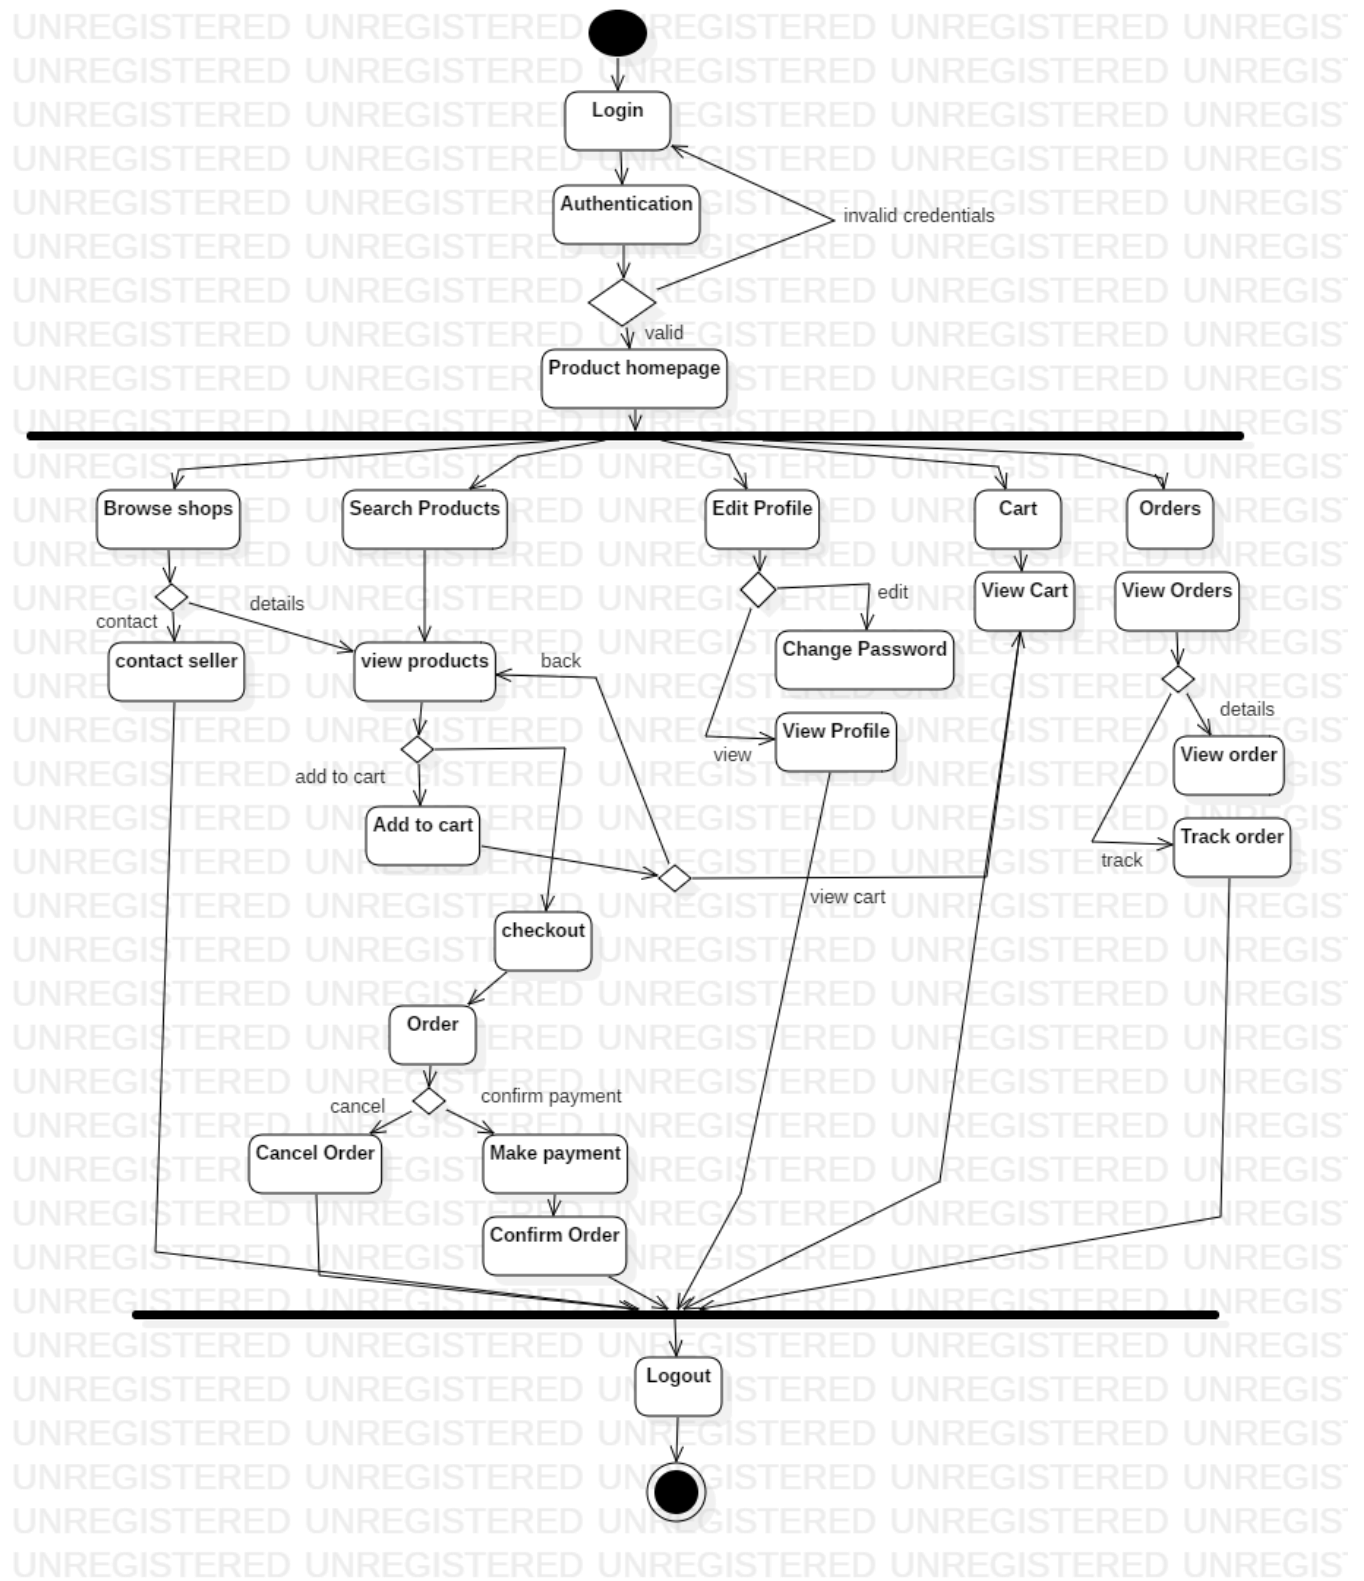 Login
Authentication
invalid credentials
valid
Product homepage
Browse shops
Search Products
Edit Profile
Cart
Orders
View Cart
View Orders
details
edit
contact
contact seller
view products
back
Change Password
details
View Profile
view
View order
add to cart
Add to cart
Track order
track
view cart
checkout
Order
confirm payment
cancel
Cancel Order
Make payment
Confirm Order
Logout
UNREGISTERED